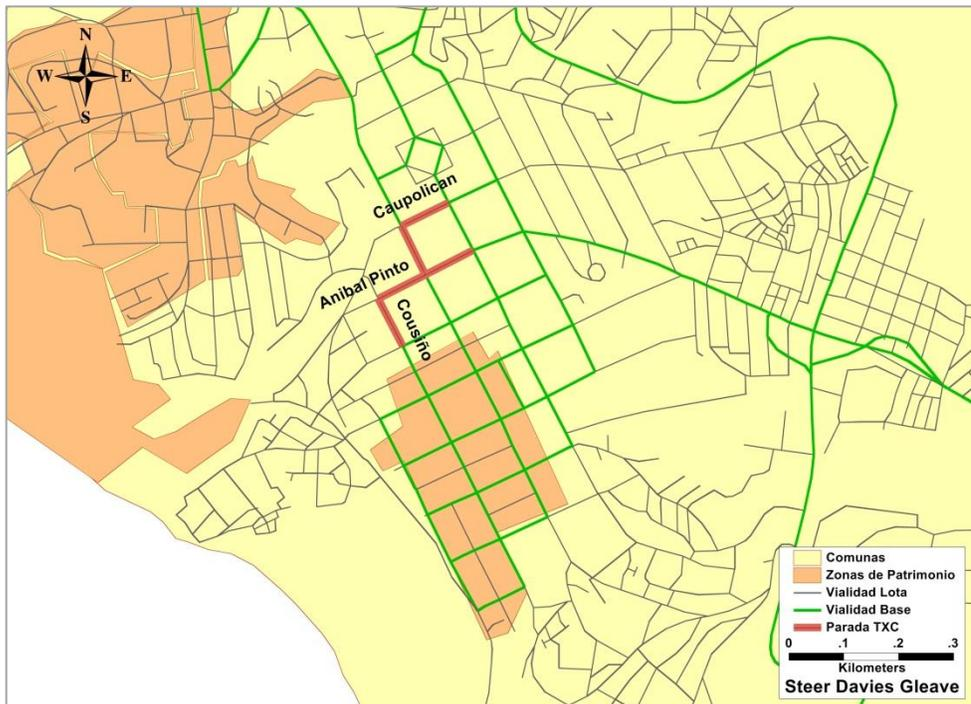 N
W E
S
Caupolican
Anibal Pinto
Cousiño
Comunas
Zonas de Patrimonio
Vialidad Lota
Vialidad Base
Parada TXC
0 .1 .2 .3
Kilometers
Steer Davies Gleave